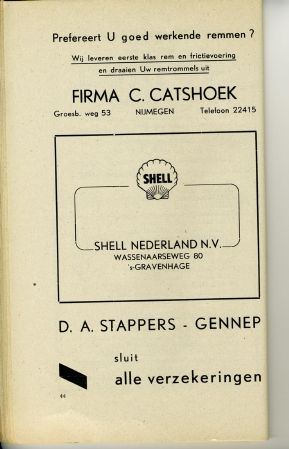 Prefereert U goed werkende remmen ?
Wij leveren eerste klas rem en frictievoering
en draaien Uw remtrommels uit
FIRMA C. CATSHOEK
Groesb. weg 53 NIJMEGEN Telefoon 22415
SHELL
SHELL NEDERLAND N.V.
WASSENAARSEWEG 80
's-GRAVENHAGE
D. A. STAPPERS - GENNEP
sluit
alle verzekeringen
44